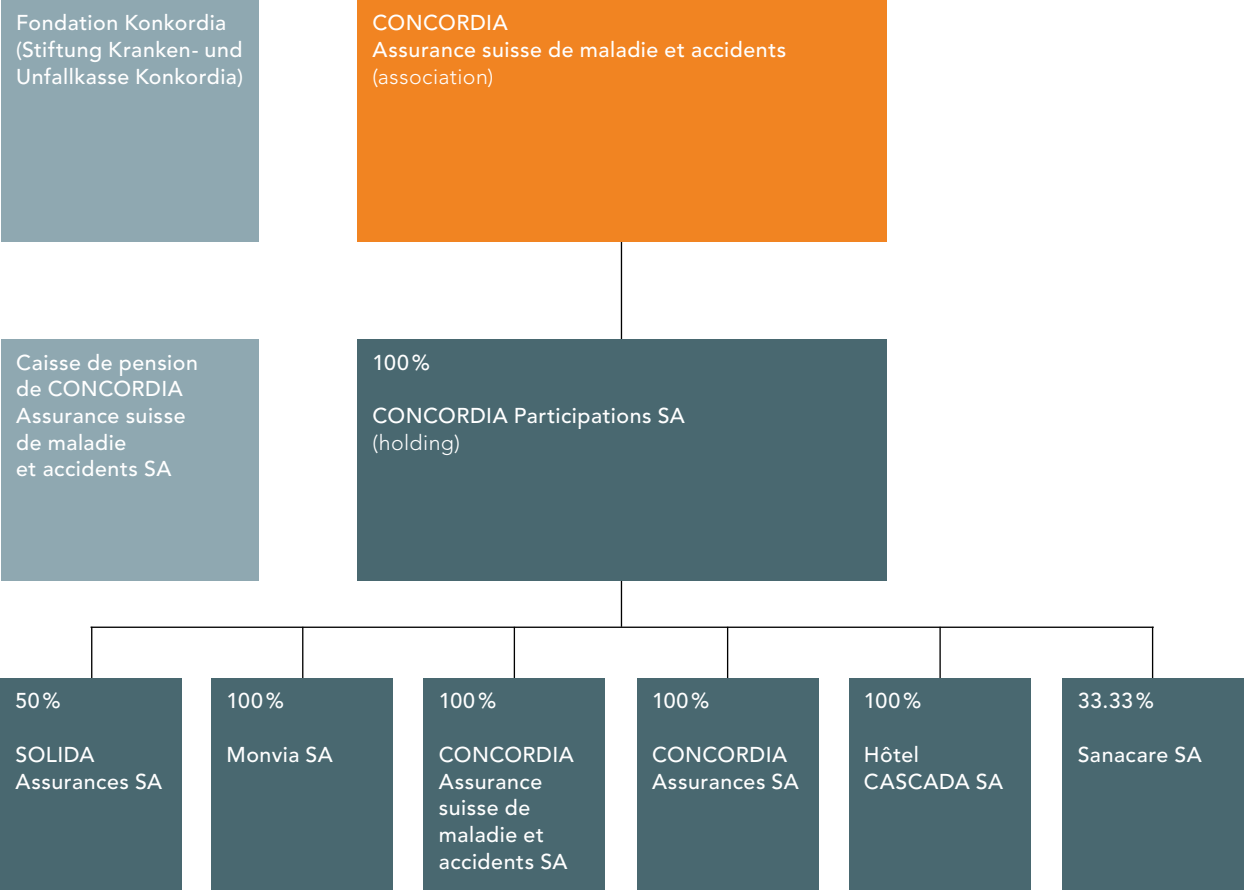 Fondation Konkordia
(Stiftung Kranken- und
Unfallkasse Konkordia)
CONCORDIA
Assurance suisse de maladie et accidents
(association)
Caisse de pension
de CONCORDIA
Assurance suisse
de maladie
et accidents SA
100%
CONCORDIA Participations SA
(holding)
50%
SOLIDA
Assurances SA
100%
Monvia SA
100%
CONCORDIA
Assurance
suisse de
maladie et
accidents SA
100%
CONCORDIA
Assurances SA
100%
Hôtel
CASCADA SA
33.33%
Sanacare SA